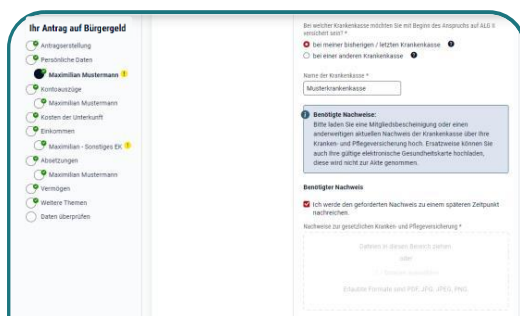 Ihr Antrag auf Bürgergeld
Antragserstellung
Persönliche Daten
Maximilian Mustermann
Kontoauszüge
Maximilian Mustermann
Kosten der Unterkunft
Einkommen
Maximilian - Sonstiges EK
Absetzungen
Maximilian Mustermann
Vermögen
Weitere Themen
Daten überprüfen
Bei welcher Krankenkasse möchten Sie mit Beginn des Anspruchs auf ALG II
versichert sein? *
bei meiner bisherigen / letzten Krankenkasse
bei einer anderen Krankenkasse
Name der Krankenkasse *
Musterkrankenkasse
Benötigte Nachweise:
Bitte laden Sie eine Mitgliedsbescheinigung oder einen
anderweitigen aktuellen Nachweis der Krankenkasse über Ihre
Kranken- und Pflegeversicherung hoch. Ersatzweise können Sie
auch Ihre gültige elektronische Gesundheitskarte hochladen,
diese wird nicht zur Akte genommen.
Benötigter Nachweis
Ich werde den geforderten Nachweis zu einem späteren Zeitpunkt
nachreichen.
Nachweise zur gesetzlichen Kranken- und Pflegeversicherung *
Dateien in diesen Bereich ziehen
oder
Erlaubte Formate sind PDF, JPG, JPEG, PNG.